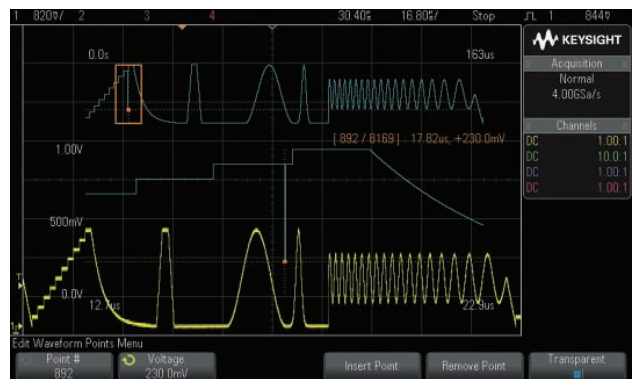 1 820▽/ 2 3 4 30.40s 16.80s/ Stop 1 844▽
KEYSIGHT
Acquisition
Normal
4.00GSa/s
Channels
DC 1.00:1
DC 10.0:1
DC 1.00:1
DC 1.00:1
0.0s 163us
[ 892 / 8169 ] : 17.82us, +230.0mV
1.00V
500mV
0.0V
12.7us 22.9us
Edit Waveform Points Menu
Point #
892
Voltage
230.0mV
Insert Point
Remove Point
Transparent